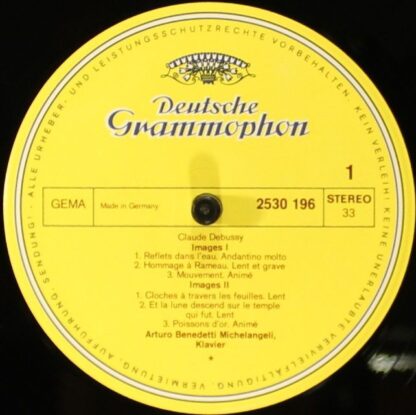 ALLE URHEBER- UND LEISTUNGSSCHUTZRECHTE VORBEHALTEN. KEIN VERLEIH! KEINE UNERLAUBTE VERVIELFÄLTIGUNG, VERMIETUNG, AUFFÜHRUNG, SENDUNG!
Deutsche
Grammophon
1
GEMA
Made in Germany
2530 196
STEREO
33
Claude Debussy
Images I
1. Reflets dans l'eau. Andantino molto
2. Hommage à Rameau. Lent et grave
3. Mouvement. Animé
Images II
1. Cloches à travers les feuilles. Lent
2. Et la lune descend sur le temple
qui fut. Lent
3. Poissons d'or. Animé
Arturo Benedetti Michelangeli,
Klavier
*